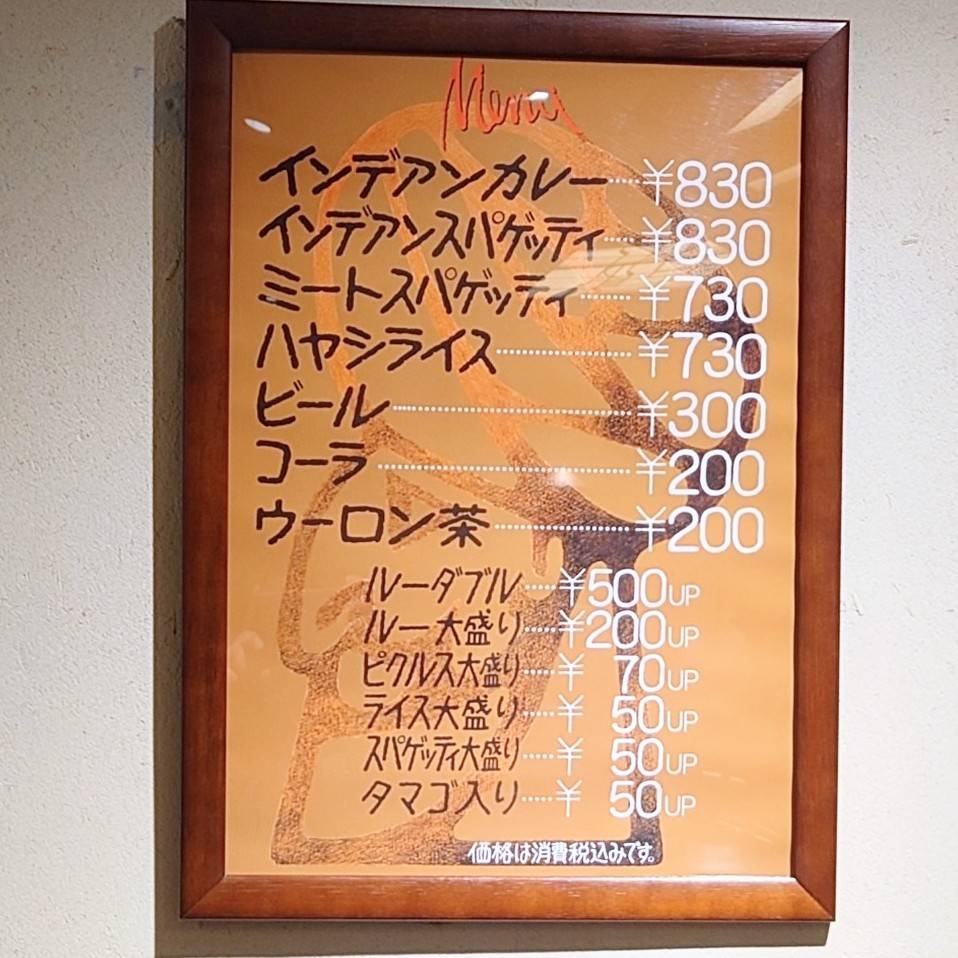 Menu
インデアンカレー……¥830
インデアンスパゲッティ……¥830
ミートスパゲッティ……¥730
ハヤシライス……¥730
ビール……¥300
コーラ……¥200
ウーロン茶……¥200
ルーダブル……¥500UP
ルー大盛り……¥200UP
ピクルス大盛り……¥70UP
ライス大盛り……¥50UP
スパゲッティ大盛り……¥50UP
タマゴ入り……¥50UP
価格は消費税込みです。